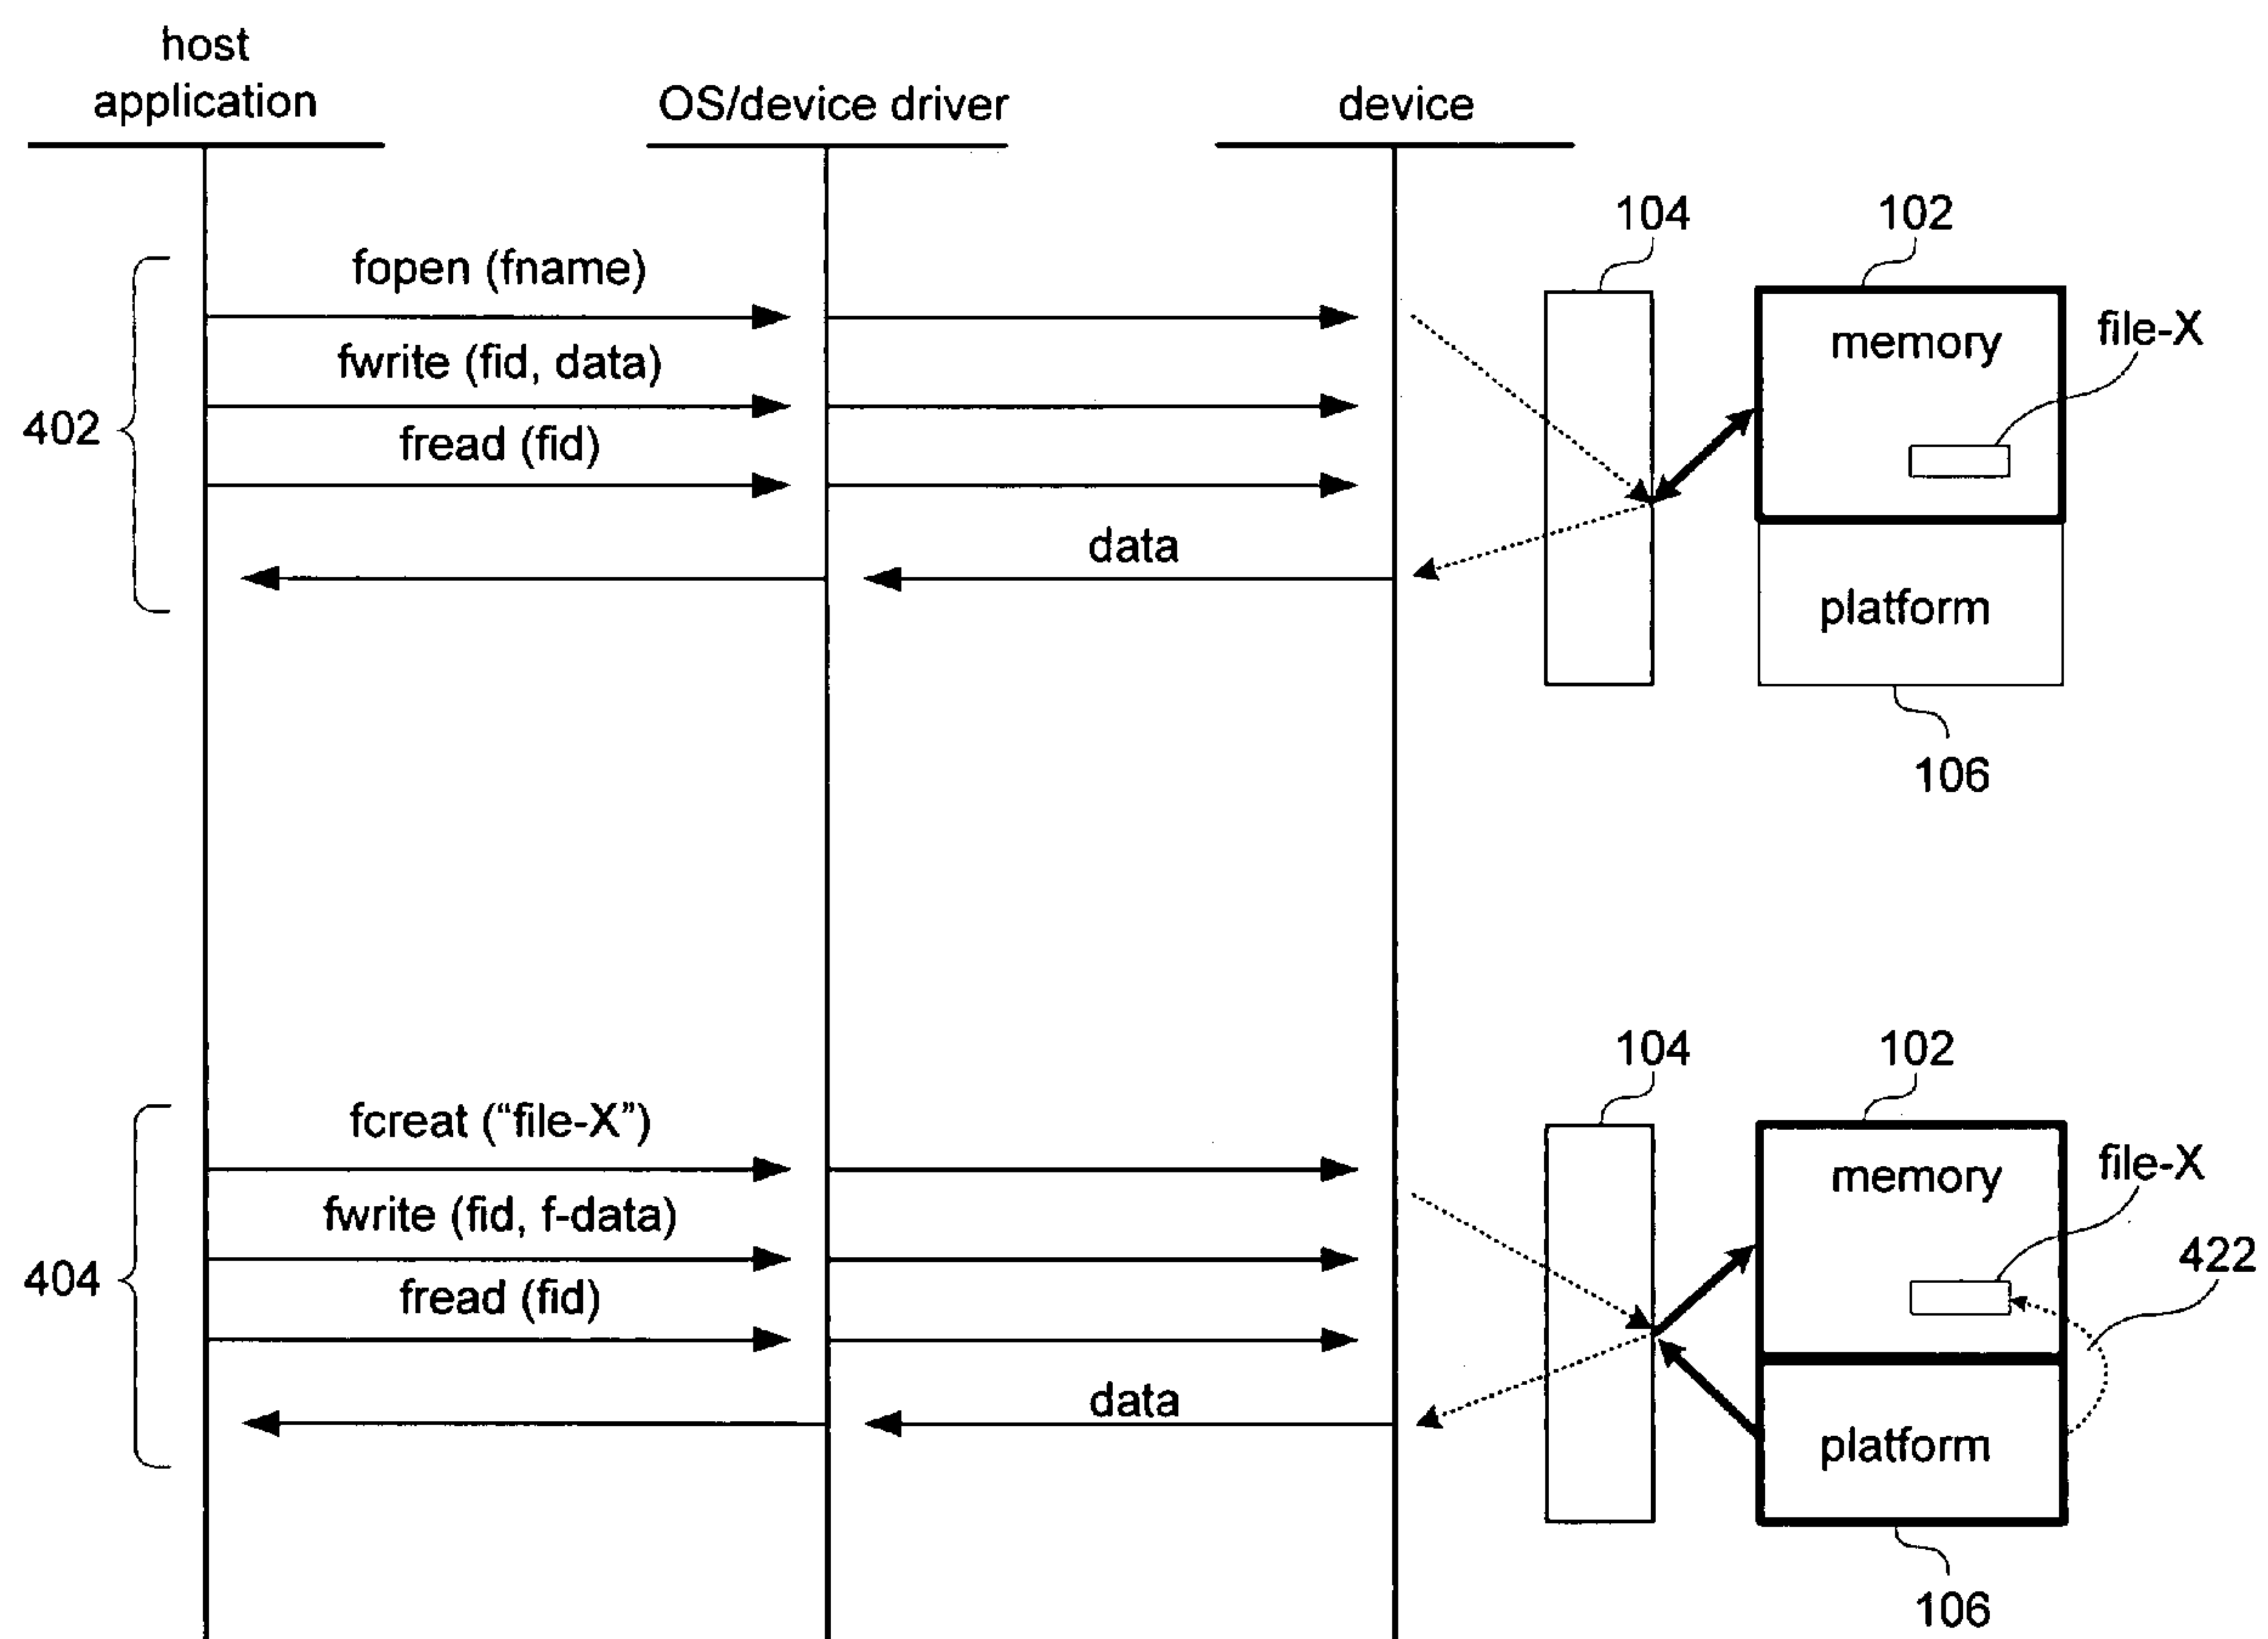 host
application
OS/device driver
device
104
102
fopen (fname)
memory
file-X
fwrite (fid, data)
402
fread (fid)
data
platform
106
104
102
fcreat (“file-X”)
memory
file-X
fwrite (fid, f-data)
422
404
fread (fid)
data
platform
106